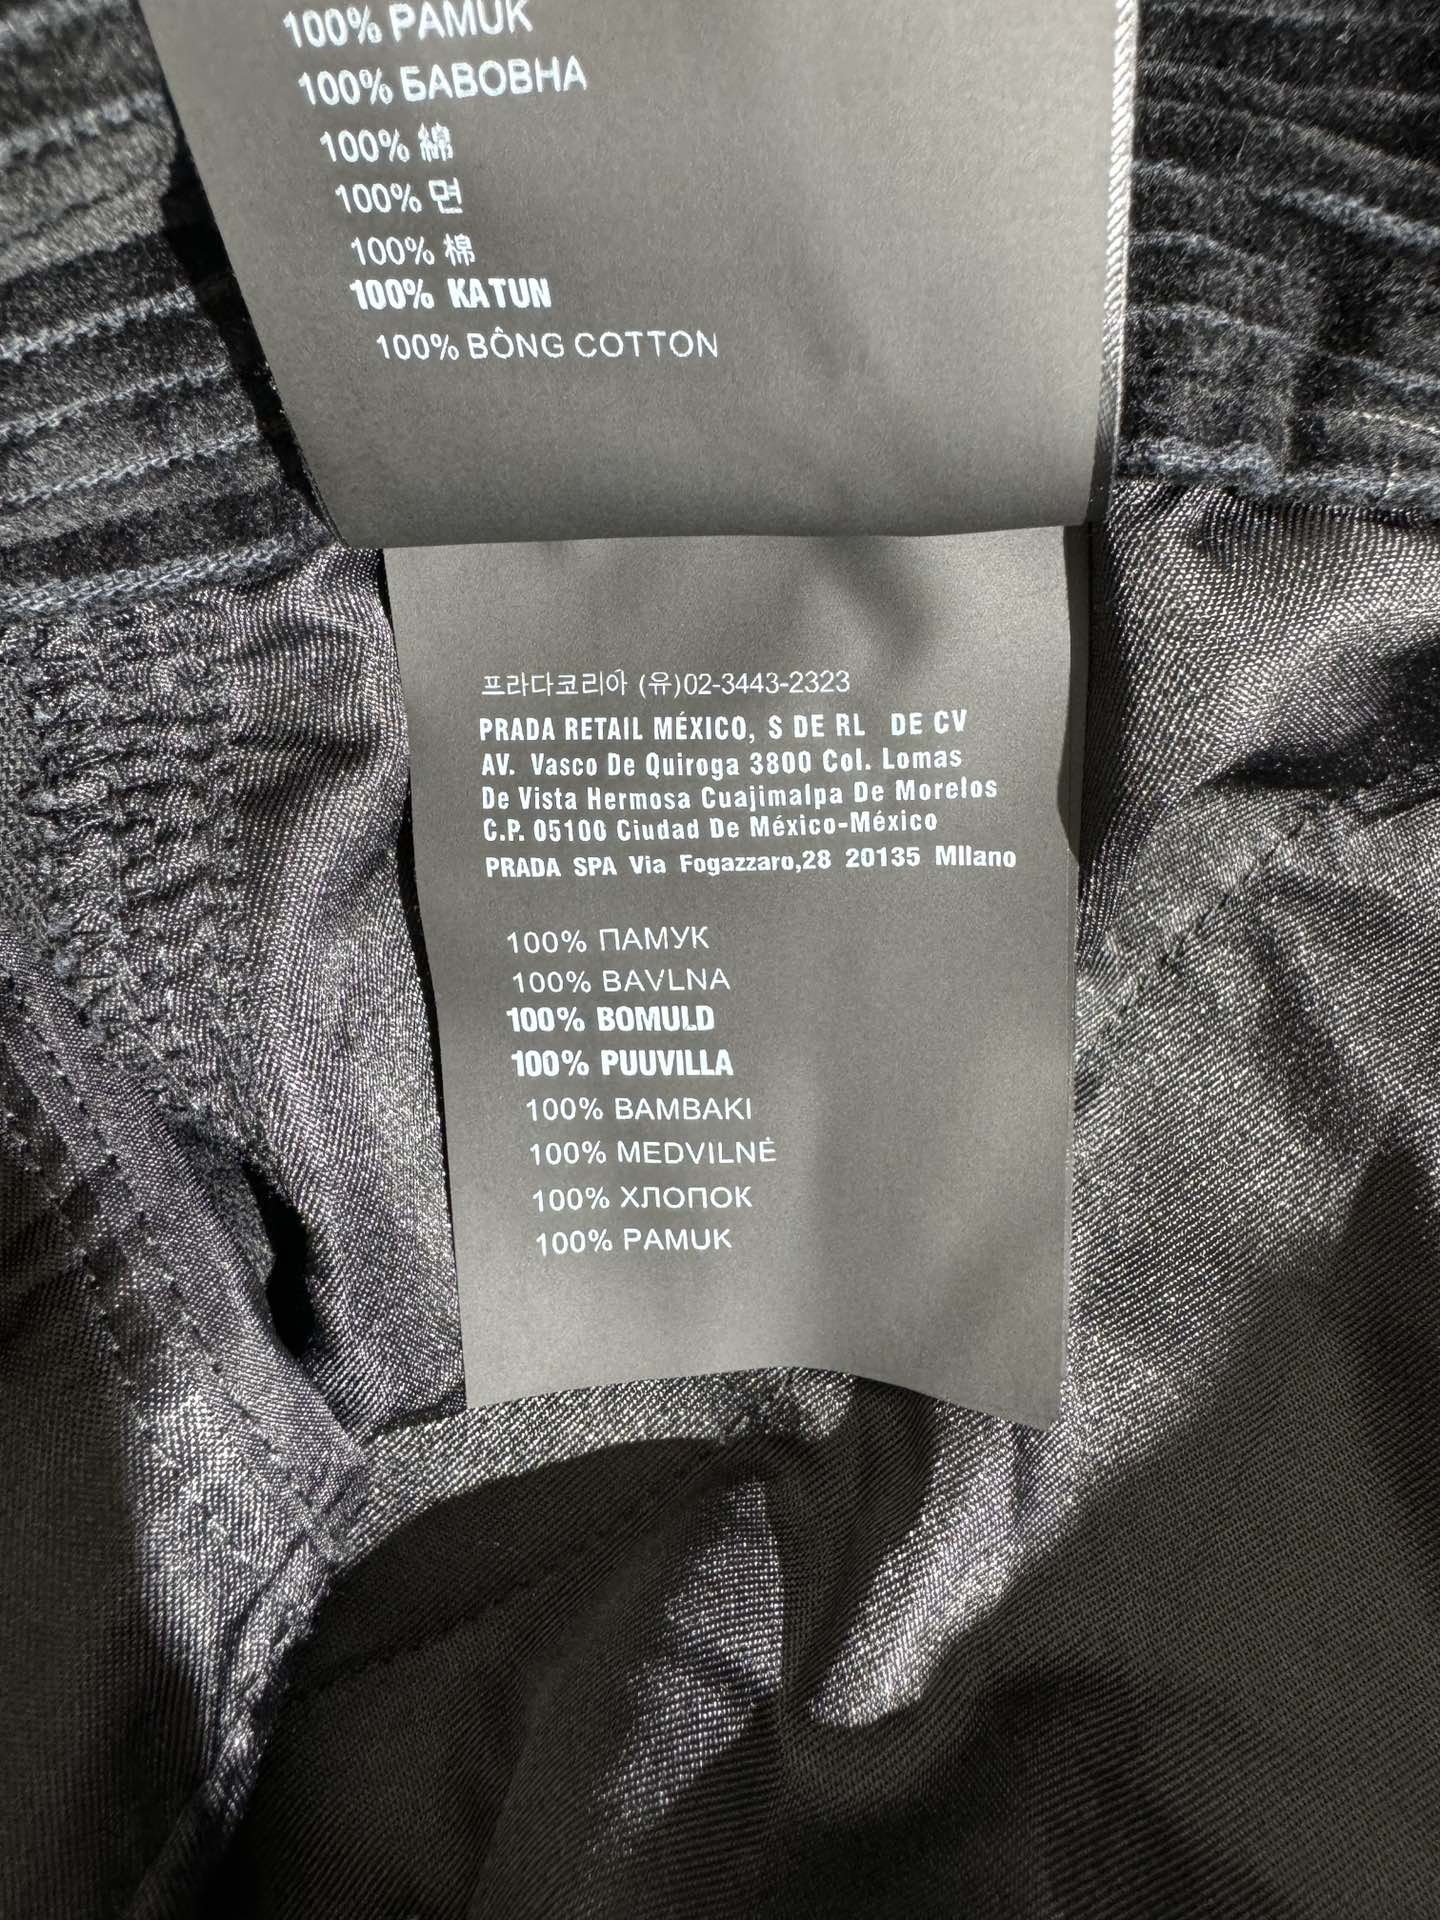 100% PAMUK
100% БАВОВНА
100% 綿
100% 면
100% 棉
100% KATUN
100% BÔNG COTTON
프라다코리아 (유)02-3443-2323
PRADA RETAIL MÉXICO, S DE RL DE CV
AV. Vasco De Quiroga 3800 Col. Lomas
De Vista Hermosa Cuajimalpa De Morelos
C.P. 05100 Ciudad De México-México
PRADA SPA Via Fogazzaro,28 20135 MIlano
100% ПАМУК
100% BAVLNA
100% BOMULD
100% PUUVILLA
100% BAMBAKI
100% MEDVILNĖ
100% ХЛОПОК
100% PAMUK